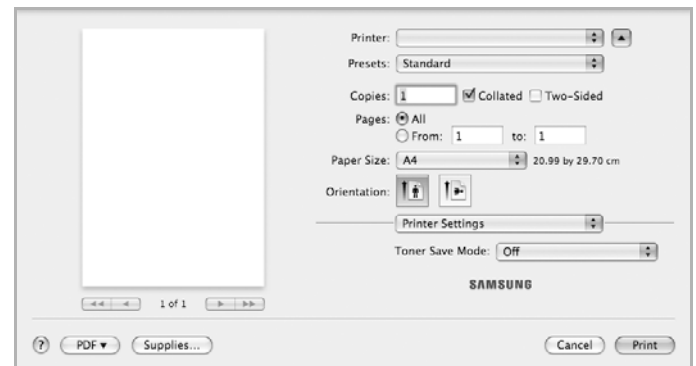 Printer:
Presets: Standard
Copies: 1 Collated Two-Sided
Pages: All
From: 1 to: 1
Paper Size: A4 20.99 by 29.70 cm
Orientation:
Printer Settings
Toner Save Mode: Off
SAMSUNG
1 of 1
? PDF▼ Supplies... Cancel Print